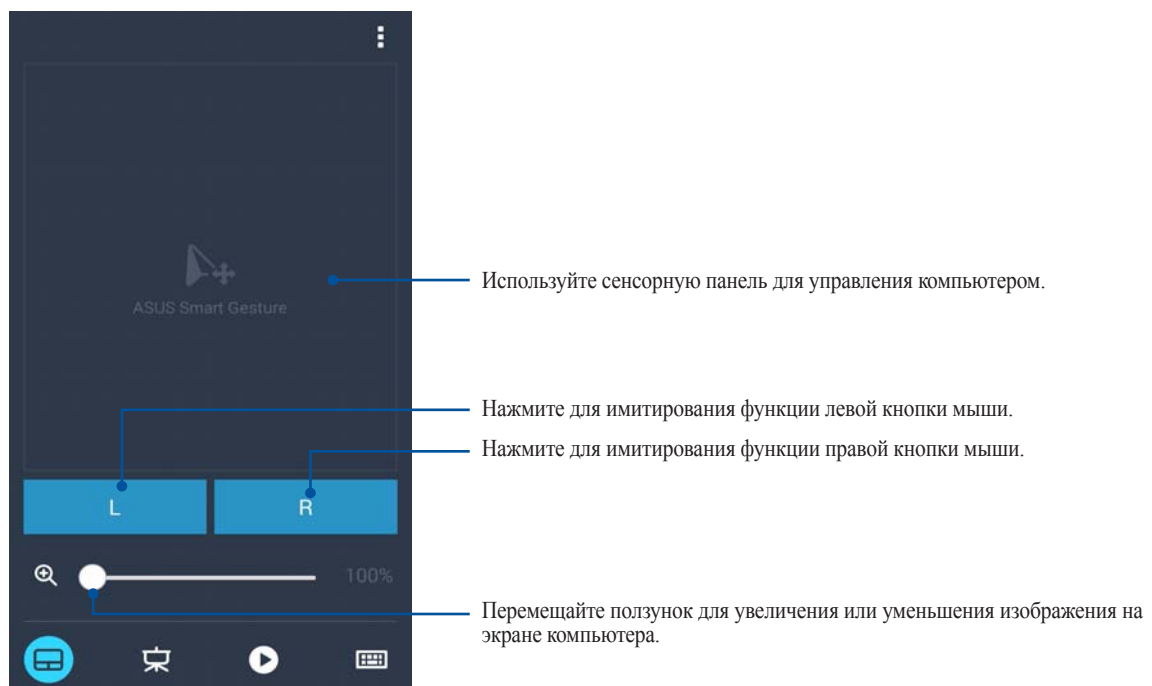 Используйте сенсорную панель для управления компьютером.
ASUS Smart Gesture
Нажмите для имитирования функции левой кнопки мыши.
Нажмите для имитирования функции правой кнопки мыши.
L
R
100%
Перемещайте ползунок для увеличения или уменьшения изображения на
экране компьютера.